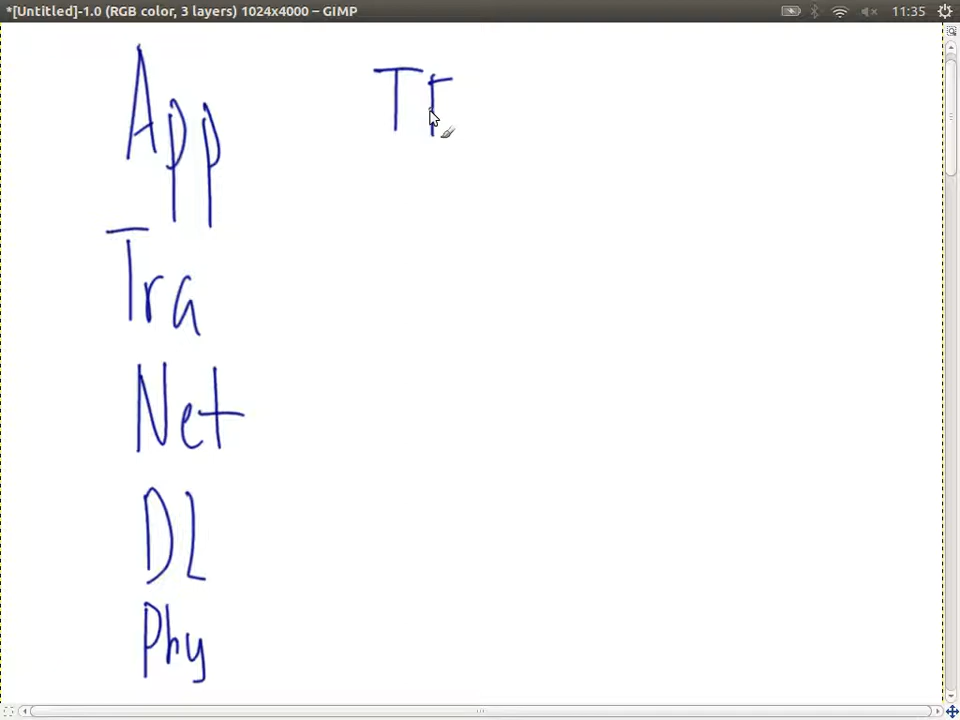 *[Untitled]-1.0 (RGB color, 3 layers) 1024x4000 – GIMP
11:35
App
Tra
Net
DL
Phy